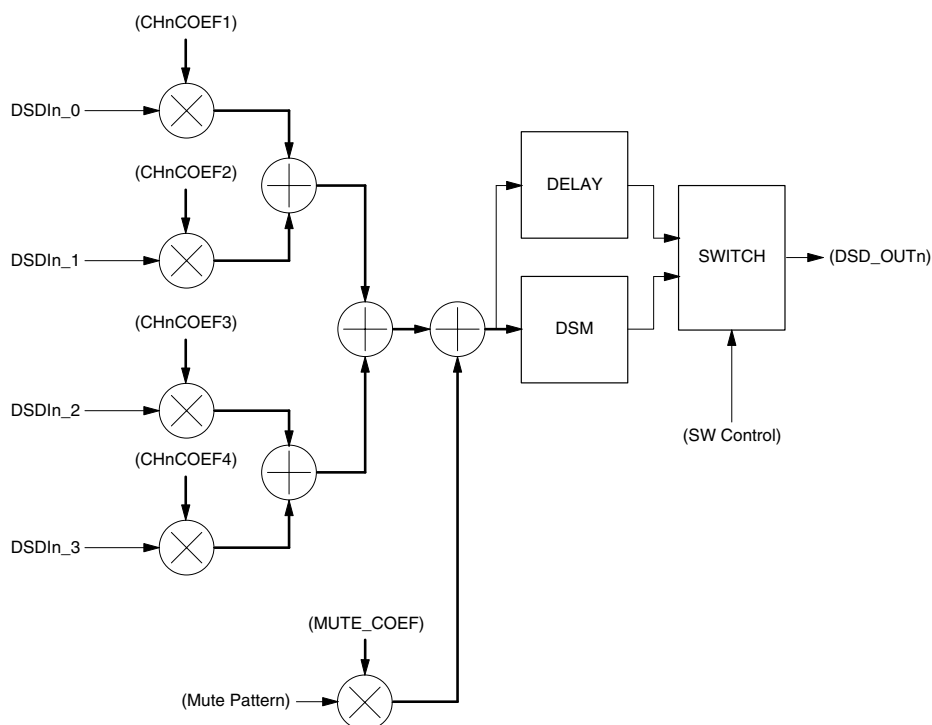 (CHnCOEF1)
DSDIn_0
(CHnCOEF2)
DELAY
DSDIn_1
SWITCH
(DSD_OUTn)
(CHnCOEF3)
DSM
DSDIn_2
(SW Control)
(CHnCOEF4)
DSDIn_3
(MUTE_COEF)
(Mute Pattern)